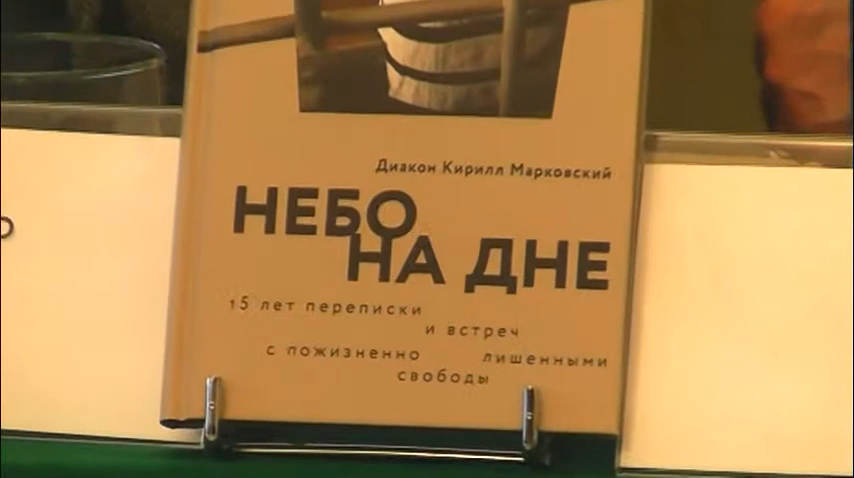 Диакон Кирилл Марковский
НЕБО
НА ДНЕ
15 лет переписки
и встреч
с пожизненно лишенными
свободы